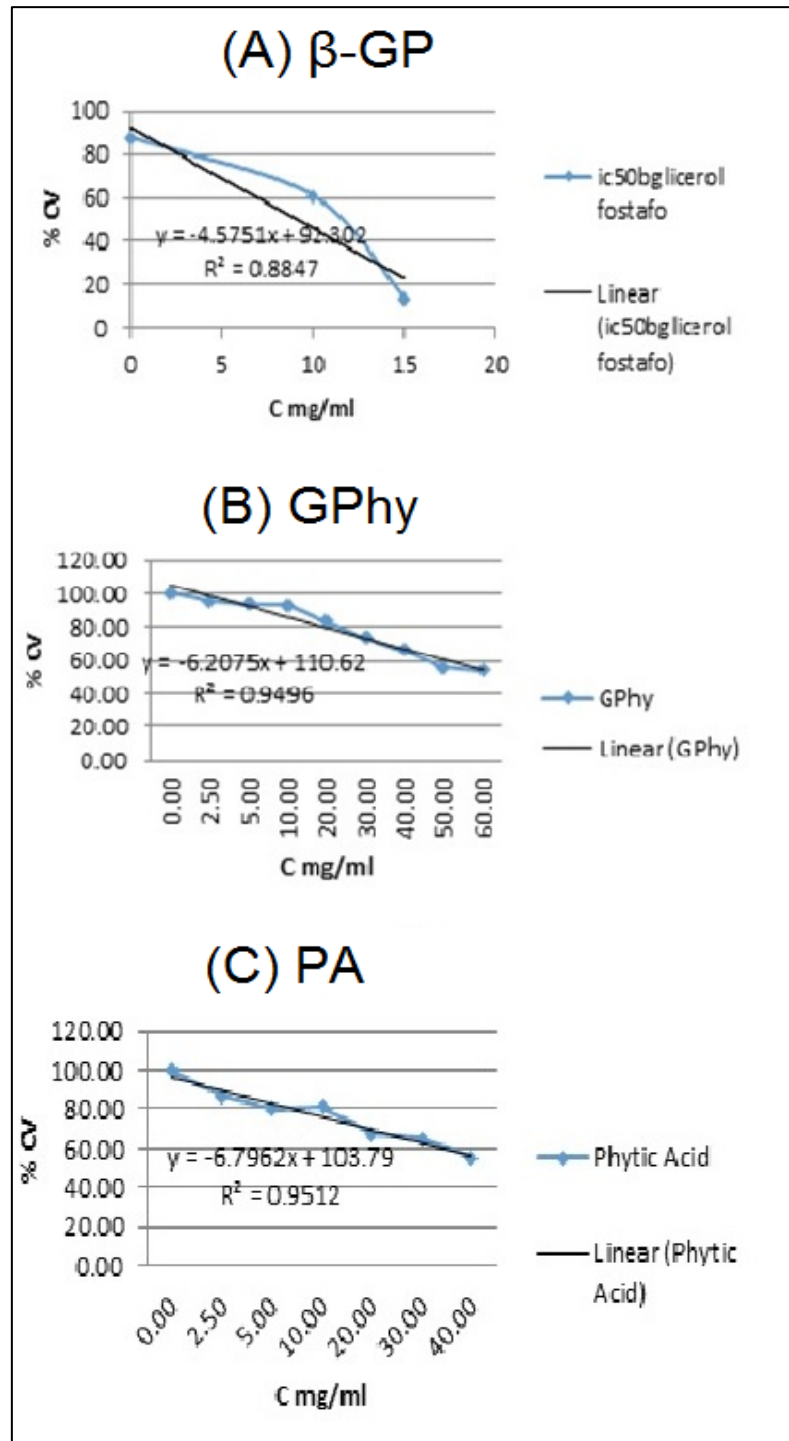 (A) β-GP
100
80
60
40
20
0
% CV
y = -4.5751x + 92.302
R² = 0.8847
0 5 10 15 20
C mg/ml
ic50bglicerol
fostafo
Linear
(ic50bglicerol
fostafo)
(B) GPhy
120.00
100.00
80.00
60.00
40.00
20.00
0.00
% CV
y = -6.2075x + 110.62
R² = 0.9496
0.00 2.50 5.00 10.00 20.00 30.00 40.00 50.00 60.00
C mg/ml
GPhy
Linear (GPhy)
(C) PA
120.00
100.00
80.00
60.00
40.00
20.00
0.00
% CV
y = -6.7962x + 103.79
R² = 0.9512
0.00 2.50 5.00 10.00 20.00 30.00 40.00
C mg/ml
Phytic Acid
Linear (Phytic
Acid)